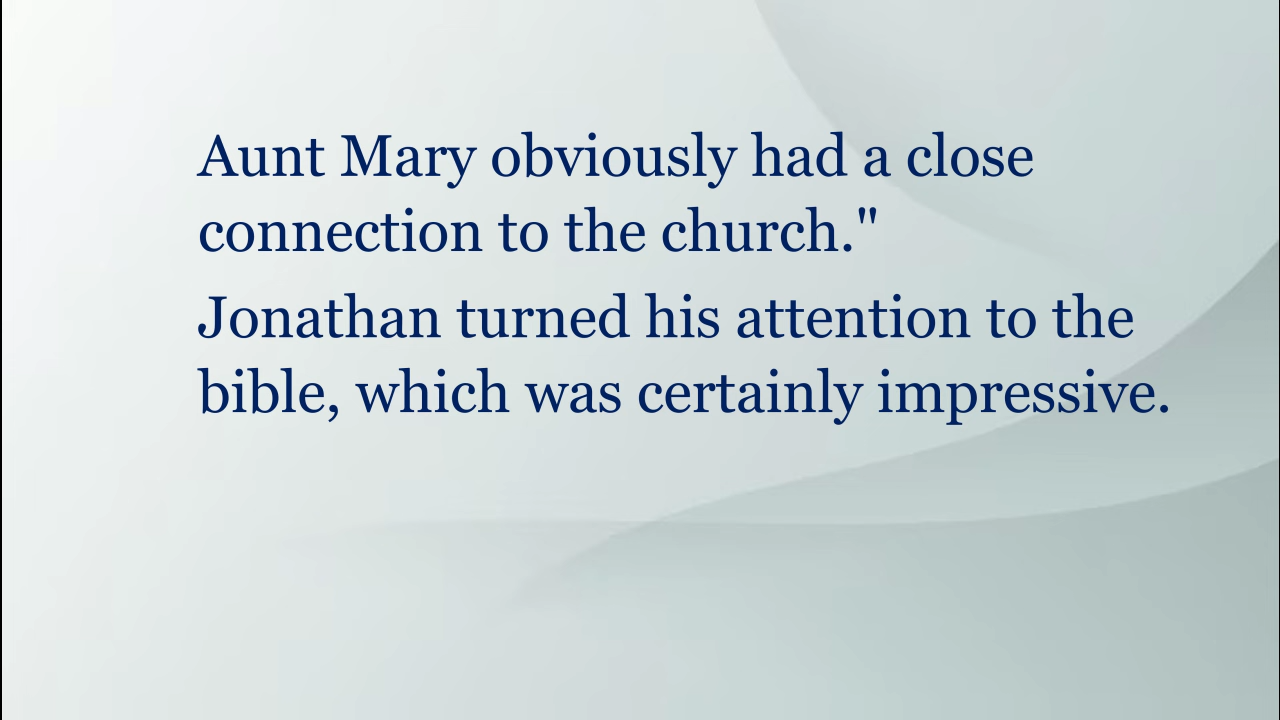 Aunt Mary obviously had a close
connection to the church."
Jonathan turned his attention to the
bible, which was certainly impressive.